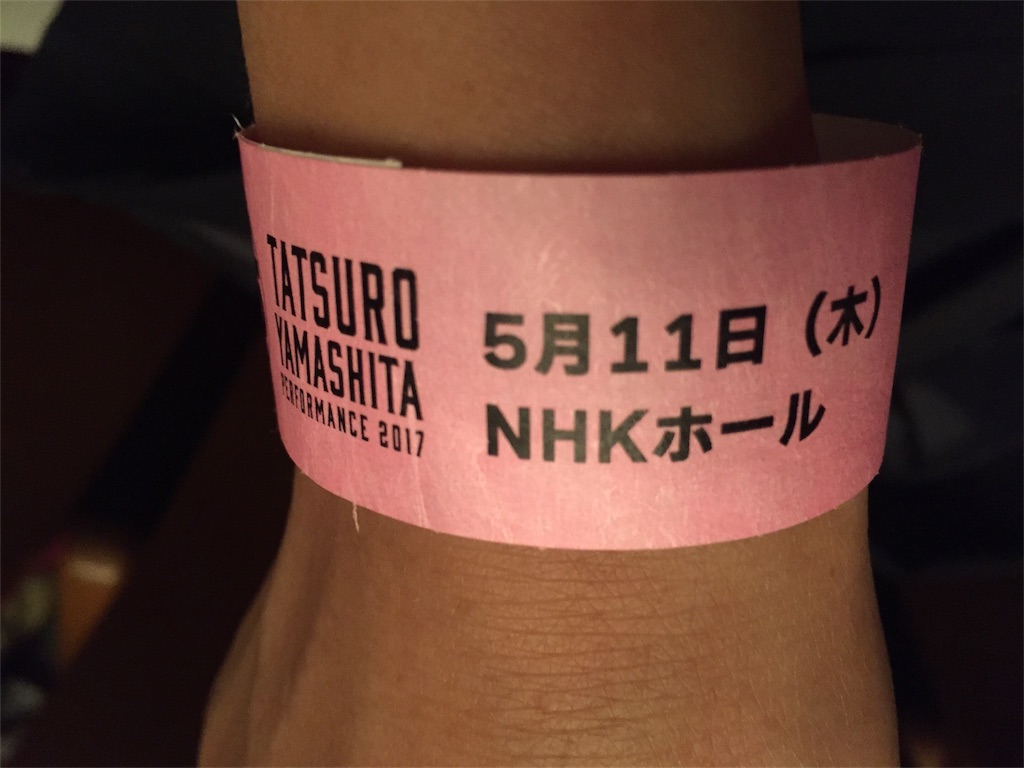 TATSURO
YAMASHITA
PERFORMANCE 2017
5月11日（木）
NHKホール